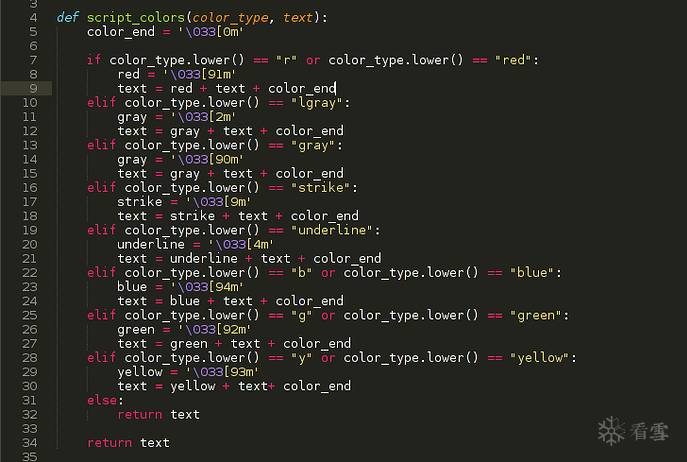 3
4 def script_colors(color_type, text):
5     color_end = '\033[0m'
6
7     if color_type.lower() == "r" or color_type.lower() == "red":
8         red = '\033[91m'
9         text = red + text + color_end
10     elif color_type.lower() == "lgray":
11         gray = '\033[2m'
12         text = gray + text + color_end
13     elif color_type.lower() == "gray":
14         gray = '\033[90m'
15         text = gray + text + color_end
16     elif color_type.lower() == "strike":
17         strike = '\033[9m'
18         text = strike + text + color_end
19     elif color_type.lower() == "underline":
20         underline = '\033[4m'
21         text = underline + text + color_end
22     elif color_type.lower() == "b" or color_type.lower() == "blue":
23         blue = '\033[94m'
24         text = blue + text + color_end
25     elif color_type.lower() == "g" or color_type.lower() == "green":
26         green = '\033[92m'
27         text = green + text + color_end
28     elif color_type.lower() == "y" or color_type.lower() == "yellow":
29         yellow = '\033[93m'
30         text = yellow + text+ color_end
31     else:
32         return text
33
34     return text
35
看雪